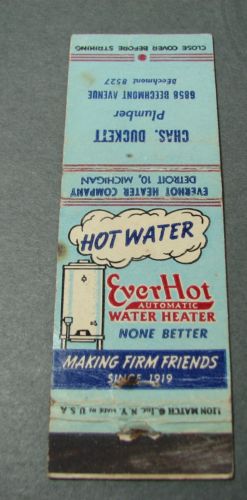 CLOSE COVER BEFORE STRIKING
CHAS. DUCKETT
Plumber
6858 BEECHMONT AVENUE
BEechmont 8527
EVERHOT HEATER COMPANY
DETROIT 10, MICHIGAN
HOT WATER
EverHot
AUTOMATIC
WATER HEATER
NONE BETTER
MAKING FIRM FRIENDS
SINCE 1919
LION MATCH Co., Inc. N.Y. MADE IN U.S.A.